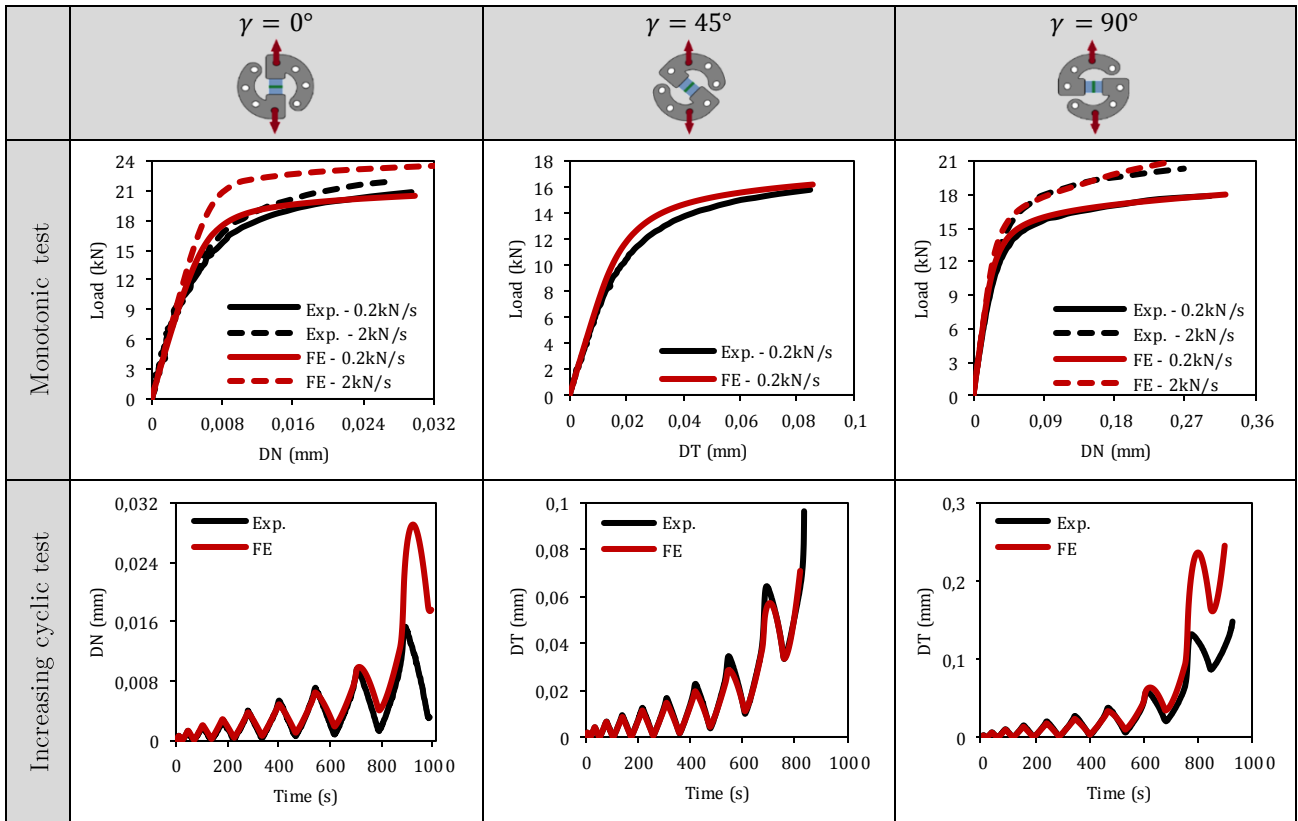 γ = 0°
γ = 45°
γ = 90°
Monotonic test
24
21
18
15
12
9
6
3
0
Load (kN)
Exp. - 0.2kN/s
Exp. - 2kN/s
FE - 0.2kN/s
FE - 2kN/s
0 0,008 0,016 0,024 0,032
DN (mm)
18
16
14
12
10
8
6
4
2
0
Load (kN)
Exp. - 0.2kN/s
FE - 0.2kN/s
0 0,02 0,04 0,06 0,08 0,1
DT (mm)
21
18
15
12
9
6
3
0
Load (kN)
Exp. - 0.2kN/s
Exp. - 2kN/s
FE - 0.2kN/s
FE - 2kN/s
0 0,09 0,18 0,27 0,36
DN (mm)
Increasing cyclic test
0,032
0,024
0,016
0,008
0
DN (mm)
Exp.
FE
0 200 400 600 800 1000
Time (s)
0,1
0,08
0,06
0,04
0,02
0
DT (mm)
Exp.
FE
0 200 400 600 800 1000
Time (s)
0,3
0,2
0,1
0
DT (mm)
Exp.
FE
0 200 400 600 800 1000
Time (s)